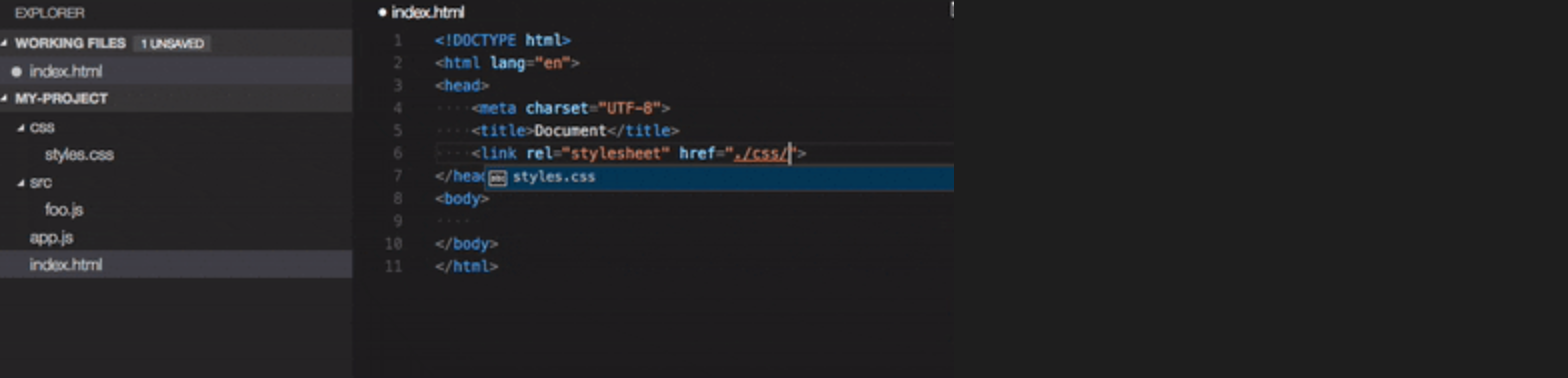 EXPLORER
WORKING FILES 1 UNSAVED
index.html
MY-PROJECT
css
styles.css
src
foo.js
app.js
index.html
index.html
1 <!DOCTYPE html>
2 <html lang="en">
3 <head>
4 ····<meta charset="UTF-8">
5 ····<title>Document</title>
6 ····<link rel="stylesheet" href="./css/">
7 </head
abc styles.css
8 <body>
9 ····
10 </body>
11 </html>